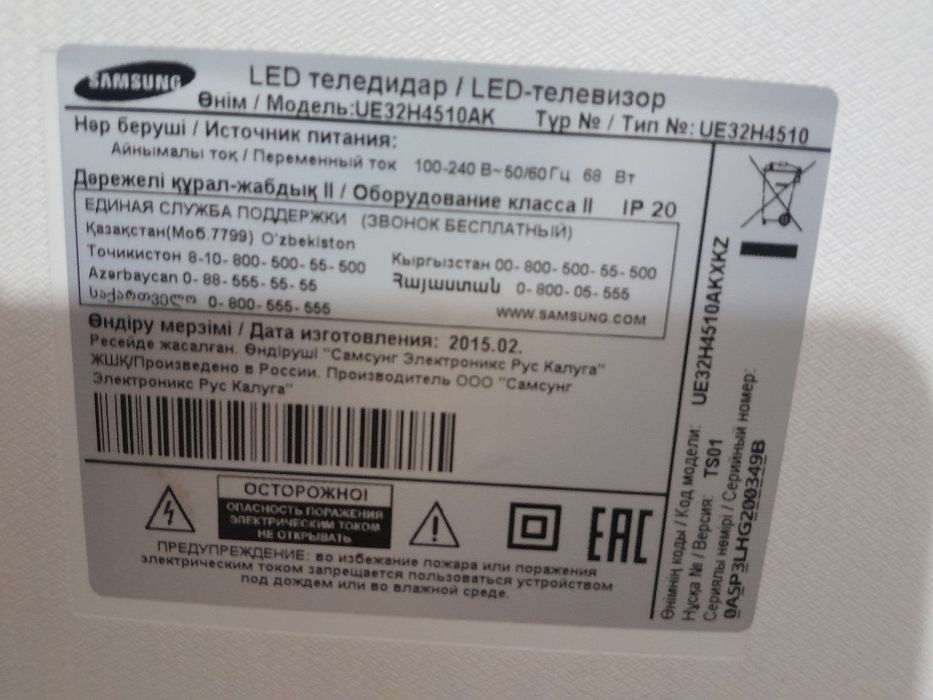 SAMSUNG
LED теледидар / LED-телевизор
Өнім / Модель:UE32H4510AK Түр № / Тип №: UE32H4510
Нәр беруші / Источник питания:
Айнымалы ток / Переменный ток 100-240 В~ 50/60 Гц 68 Вт
Дәрежелі құрал-жабдық II / Оборудование класса II IP 20
ЕДИНАЯ СЛУЖБА ПОДДЕРЖКИ (ЗВОНОК БЕСПЛАТНЫЙ)
Қазақстан(Моб.7799) O'zbekiston
Точикистон 8-10-800-500-55-500
Кыргызстан 00-800-500-55-500
Azərbaycan 0-88-555-55-55
Հայաստան 0-800-05-555
საქართველო 0-800-555-555
WWW.SAMSUNG.COM
Өндіру мерзімі / Дата изготовления: 2015.02.
Ресейде жасалған. Өндіруші "Самсунг Электроникс Рус Калуга"
ЖШҚ/Произведено в России. Производитель ООО "Самсунг
Электроникс Рус Калуга"
ОСТОРОЖНО!
ОПАСНОСТЬ ПОРАЖЕНИЯ
ЭЛЕКТРИЧЕСКИМ ТОКОМ
НЕ ОТКРЫВАТЬ
EAC
ПРЕДУПРЕЖДЕНИЕ: во избежание пожара или поражения
электрическим током запрещается пользоваться устройством
под дождем или во влажной среде.
Өнімнің коды / Код модели: UE32H4510AKXKZ
Нұсқа № / Версия: TS01
Сериялы нөмірі / Серийный номер:
0A5P3LHG200349B